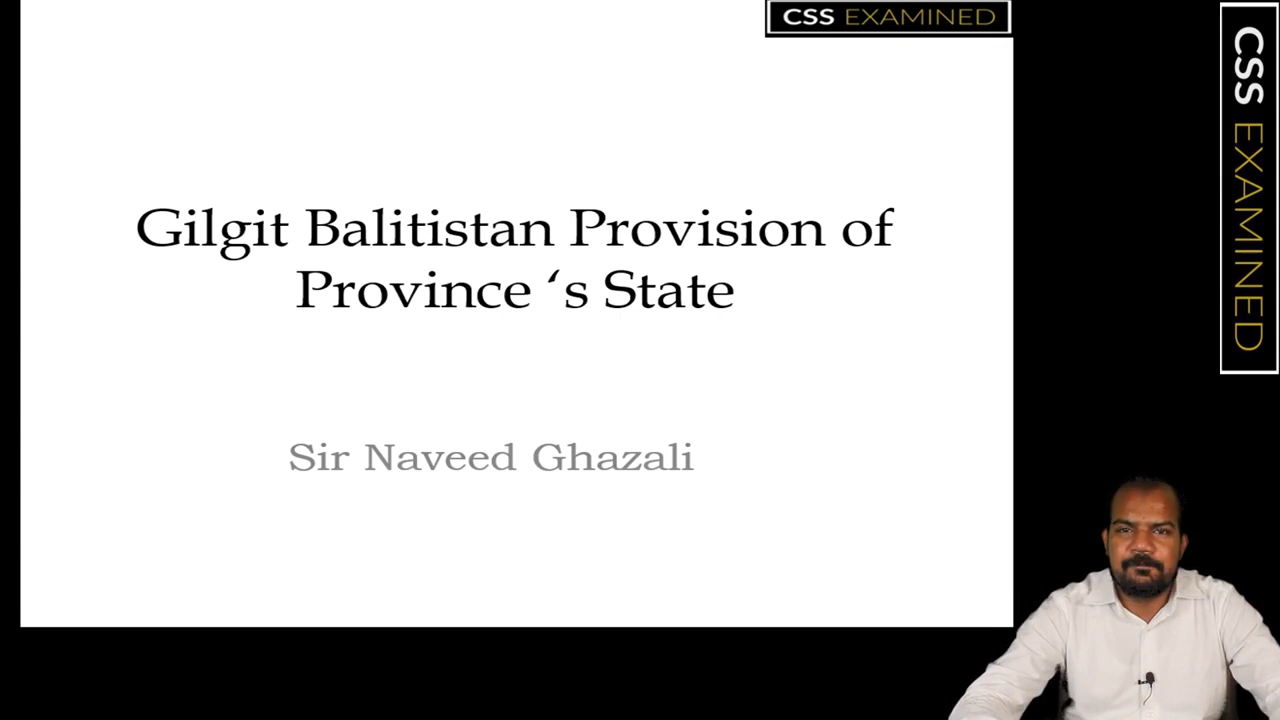 CSS EXAMINED
Gilgit Balitistan Provision of
Province ‘s State
Sir Naveed Ghazali
CSS EXAMINED